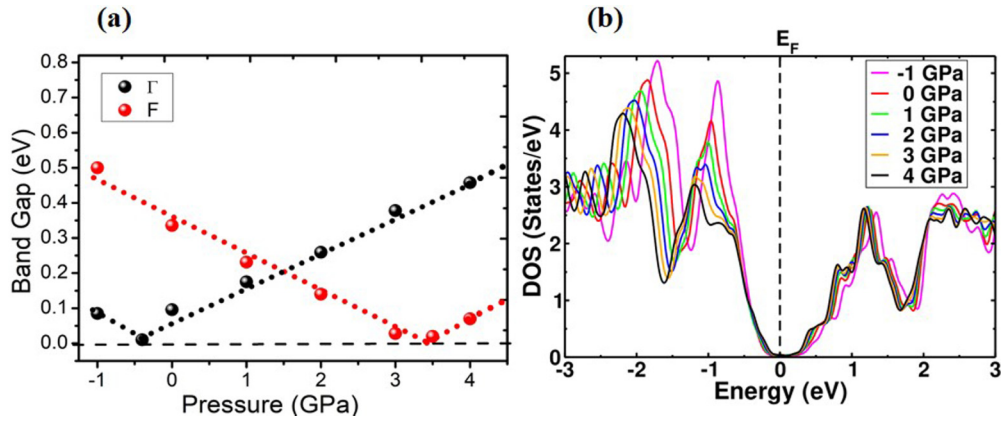 (a)
Band Gap (eV)
0.8
0.7
0.6
0.5
0.4
0.3
0.2
0.1
0.0
Γ
F
-1 0 1 2 3 4
Pressure (GPa)
(b)
E_F
DOS (States/eV)
5
4
3
2
1
0
-1 GPa
0 GPa
1 GPa
2 GPa
3 GPa
4 GPa
-3 -2 -1 0 1 2 3
Energy (eV)